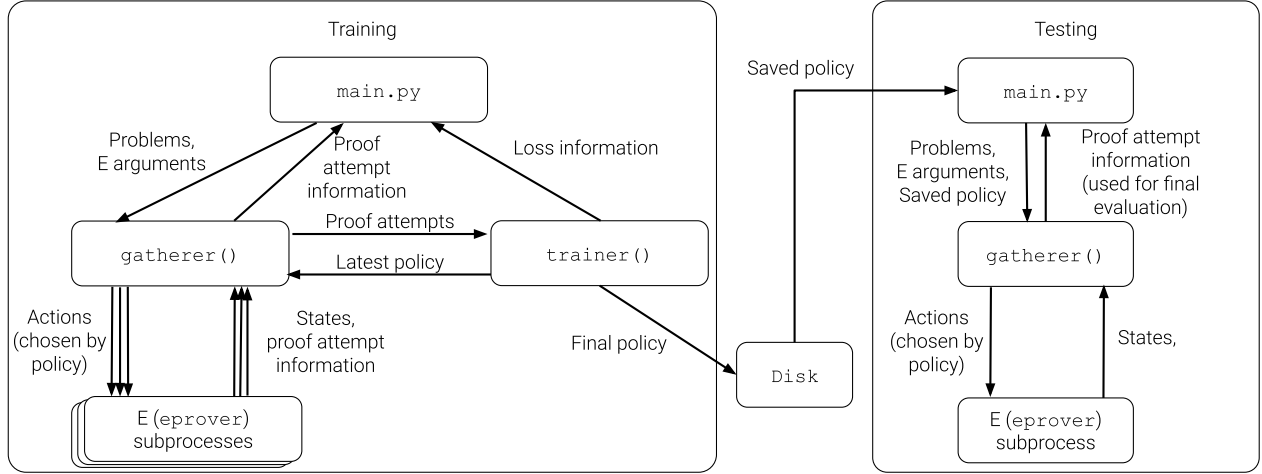 Training
main.py
Problems,
E arguments
Proof
attempt
information
Loss information
gatherer()
Proof attempts
Latest policy
trainer()
Actions
(chosen by
policy)
States,
proof attempt
information
E (eprover)
subprocesses
Final policy
Disk
Saved policy
Testing
main.py
Problems,
E arguments,
Saved policy
Proof attempt
information
(used for final
evaluation)
gatherer()
Actions
(chosen by
policy)
States,
E (eprover)
subprocess